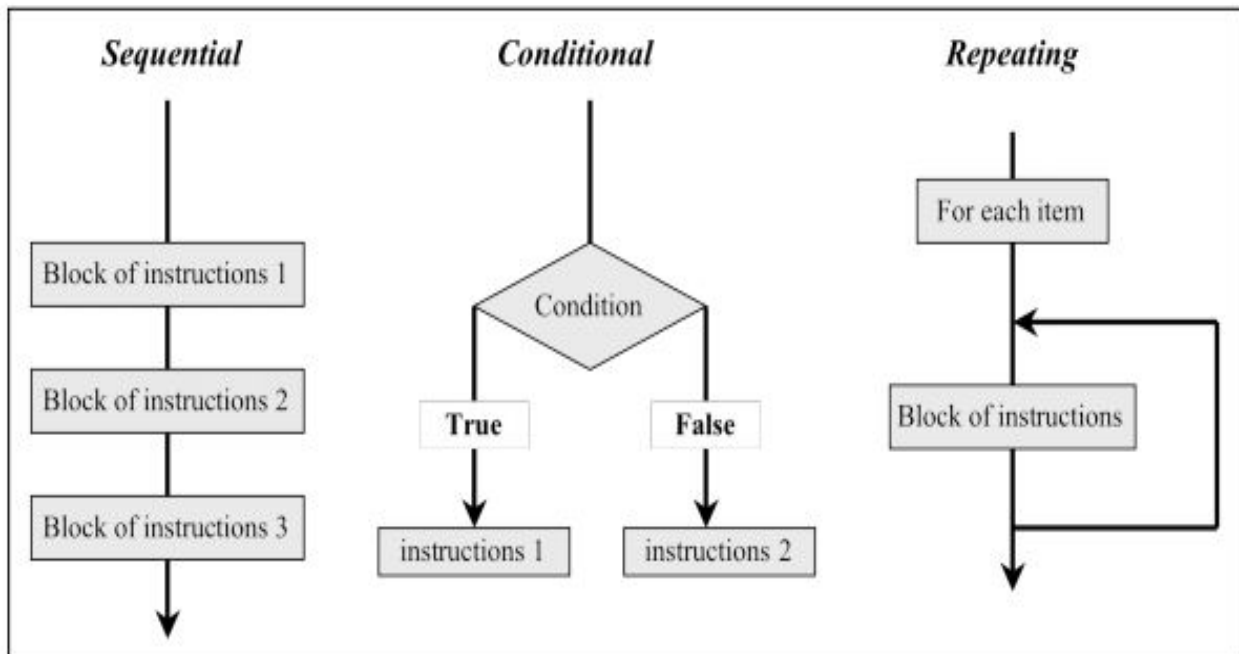 Sequential
Block of instructions 1
Block of instructions 2
Block of instructions 3
Conditional
Condition
True
False
instructions 1
instructions 2
Repeating
For each item
Block of instructions